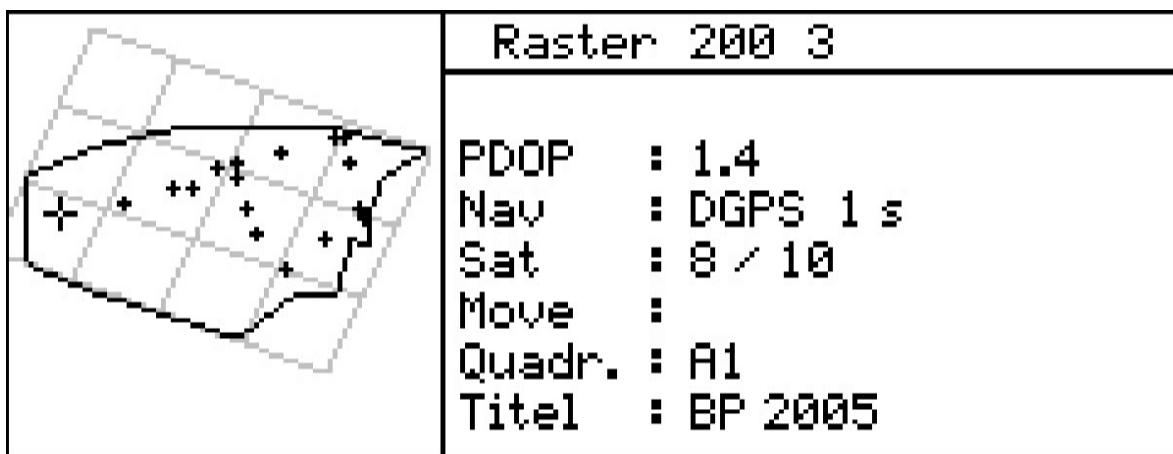 Raster 200 3
PDOP : 1.4
Nav : DGPS 1 s
Sat : 8 / 10
Move :
Quadr. : A1
Titel : BP 2005